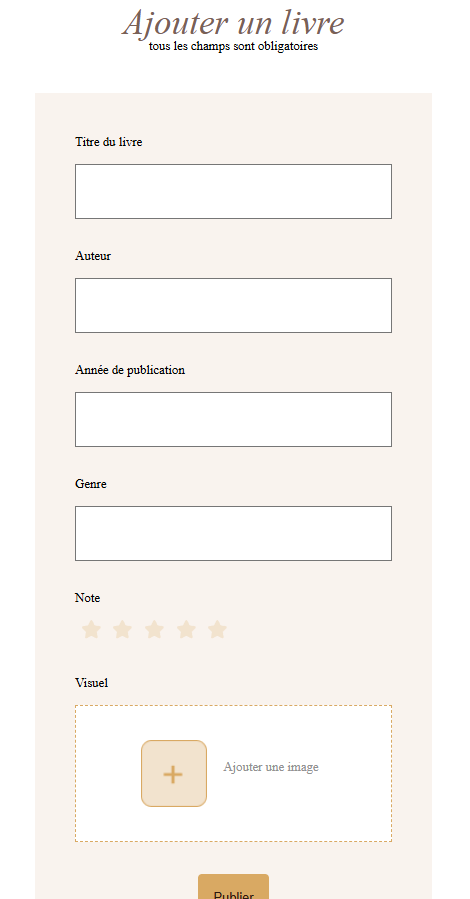 Ajouter un livre
tous les champs sont obligatoires
Titre du livre
Auteur
Année de publication
Genre
Note
Visuel
Ajouter une image
Publier